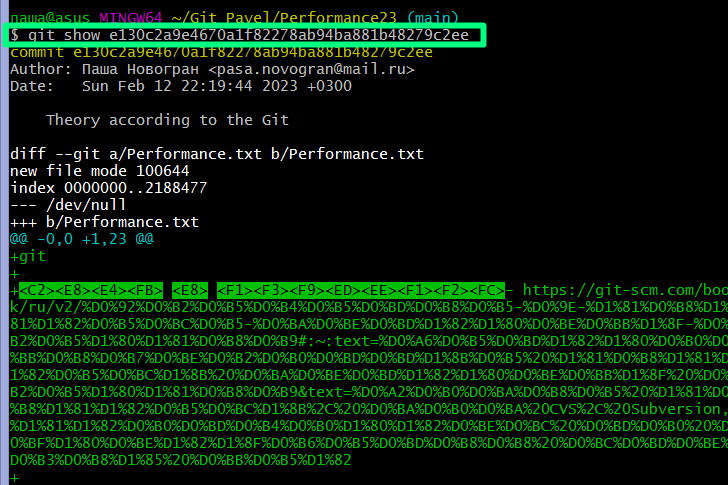 паша@asus MINGW64 ~/Git_Pavel/Performance23 (main)
$ git show e130c2a9e4670a1f82278ab94ba881b48279c2ee
commit e130c2a9e4670a1f82278ab94ba881b48279c2ee
Author: Паша Новогран <pasa.novogran@mail.ru>
Date:   Sun Feb 12 22:19:44 2023 +0300
    Theory according to the Git
diff --git a/Performance.txt b/Performance.txt
new file mode 100644
index 0000000..2188477
--- /dev/null
+++ b/Performance.txt
@@ -0,0 +1,23 @@
+git
+
+<C2><E8><E4><FB> <E8> <F1><F3><F9><ED><EE><F1><F2><FC>- https://git-scm.com/boo
k/ru/v2/%D0%92%D0%B2%D0%B5%D0%B4%D0%B5%D0%BD%D0%B8%D0%B5-%D0%9E-%D1%81%D0%B8%D1%
81%D1%82%D0%B5%D0%BC%D0%B5-%D0%BA%D0%BE%D0%BD%D1%82%D1%80%D0%BE%D0%BB%D1%8F-%D0%
B2%D0%B5%D1%80%D1%81%D0%B8%D0%B9#:~:text=%D0%A6%D0%B5%D0%BD%D1%82%D1%80%D0%B0%D0
%BB%D0%B8%D0%B7%D0%BE%D0%B2%D0%B0%D0%BD%D0%BD%D1%8B%D0%B5%20%D1%81%D0%B8%D1%81%D
1%82%D0%B5%D0%BC%D1%8B%20%D0%BA%D0%BE%D0%BD%D1%82%D1%80%D0%BE%D0%BB%D1%8F%20%D0%
B2%D0%B5%D1%80%D1%81%D0%B8%D0%B9&text=%D0%A2%D0%B0%D0%BA%D0%B8%D0%B5%20%D1%81%D0
%B8%D1%81%D1%82%D0%B5%D0%BC%D1%8B%2C%20%D0%BA%D0%B0%D0%BA%20CVS%2C%20Subversion,
%D1%81%D1%82%D0%B0%D0%BD%D0%B4%D0%B0%D1%80%D1%82%D0%BE%D0%BC%20%D0%BD%D0%B0%20%D
0%BF%D1%80%D0%BE%D1%82%D1%8F%D0%B6%D0%B5%D0%BD%D0%B8%D0%B8%20%D0%BC%D0%BD%D0%BE%
D0%B3%D0%B8%D1%85%20%D0%BB%D0%B5%D1%82
+